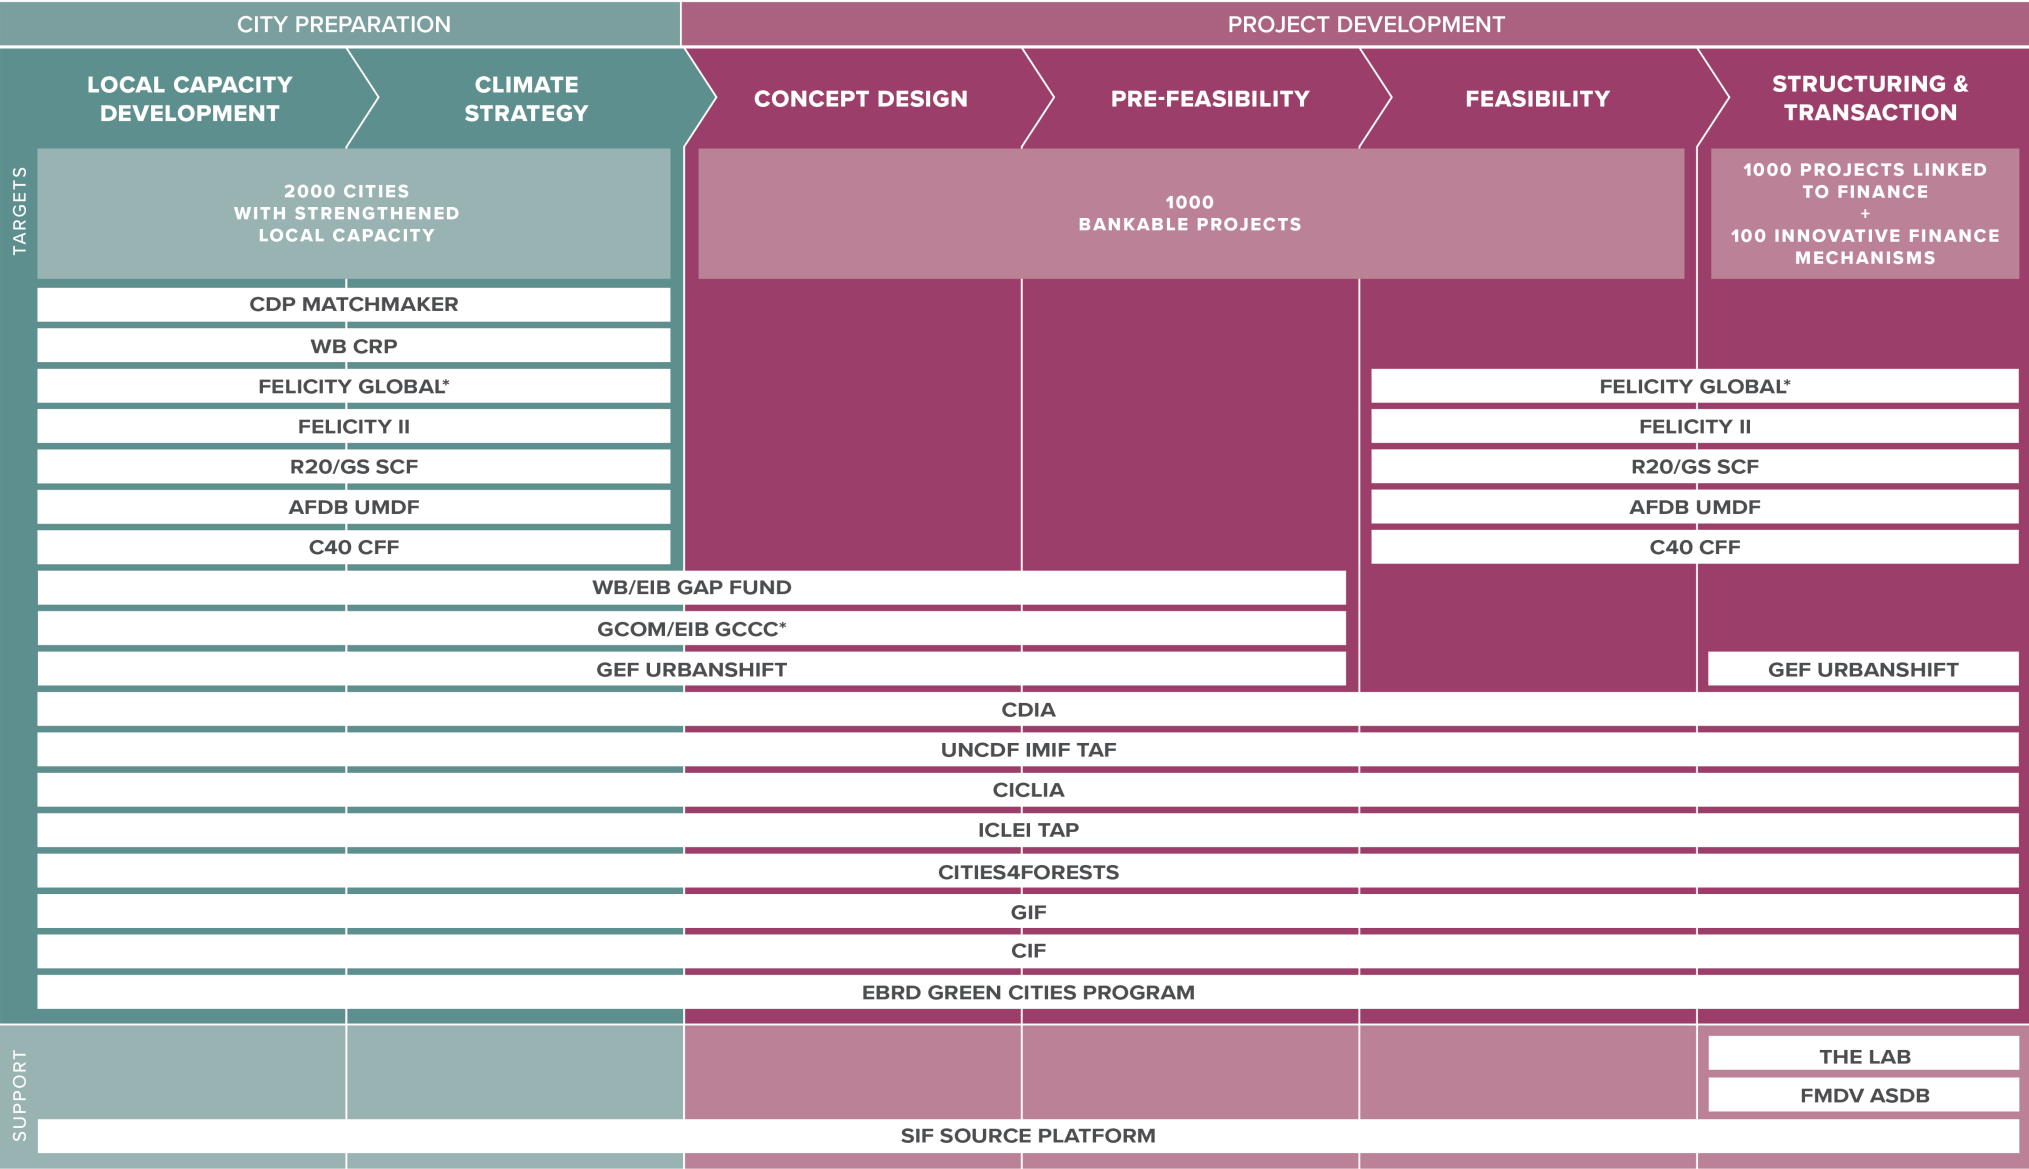 CITY PREPARATION
PROJECT DEVELOPMENT
LOCAL CAPACITY
DEVELOPMENT
CLIMATE
STRATEGY
CONCEPT DESIGN
PRE-FEASIBILITY
FEASIBILITY
STRUCTURING &
TRANSACTION
TARGETS
2000 CITIES
WITH STRENGTHENED
LOCAL CAPACITY
1000
BANKABLE PROJECTS
1000 PROJECTS LINKED
TO FINANCE
+
100 INNOVATIVE FINANCE
MECHANISMS
CDP MATCHMAKER
WB CRP
FELICITY GLOBAL*
FELICITY GLOBAL*
FELICITY II
FELICITY II
R20/GS SCF
R20/GS SCF
AFDB UMDF
AFDB UMDF
C40 CFF
C40 CFF
WB/EIB GAP FUND
GCOM/EIB GCCC*
GEF URBANSHIFT
GEF URBANSHIFT
CDIA
UNCDF IMIF TAF
CICLIA
ICLEI TAP
CITIES4FORESTS
GIF
CIF
EBRD GREEN CITIES PROGRAM
SUPPORT
THE LAB
FMDV ASDB
SIF SOURCE PLATFORM